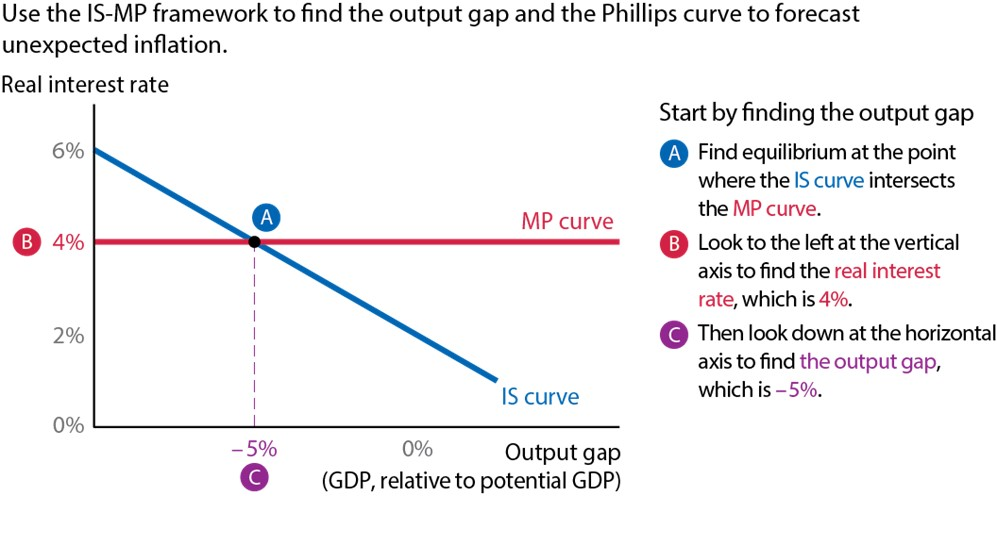 Use the IS-MP framework to find the output gap and the Phillips curve to forecast
unexpected inflation.
Real interest rate
6%
B 4%
2%
0%
A
MP curve
IS curve
–5%
0%
C
Output gap
(GDP, relative to potential GDP)
Start by finding the output gap
A Find equilibrium at the point
where the IS curve intersects
the MP curve.
B Look to the left at the vertical
axis to find the real interest
rate, which is 4%.
C Then look down at the horizontal
axis to find the output gap,
which is –5%.